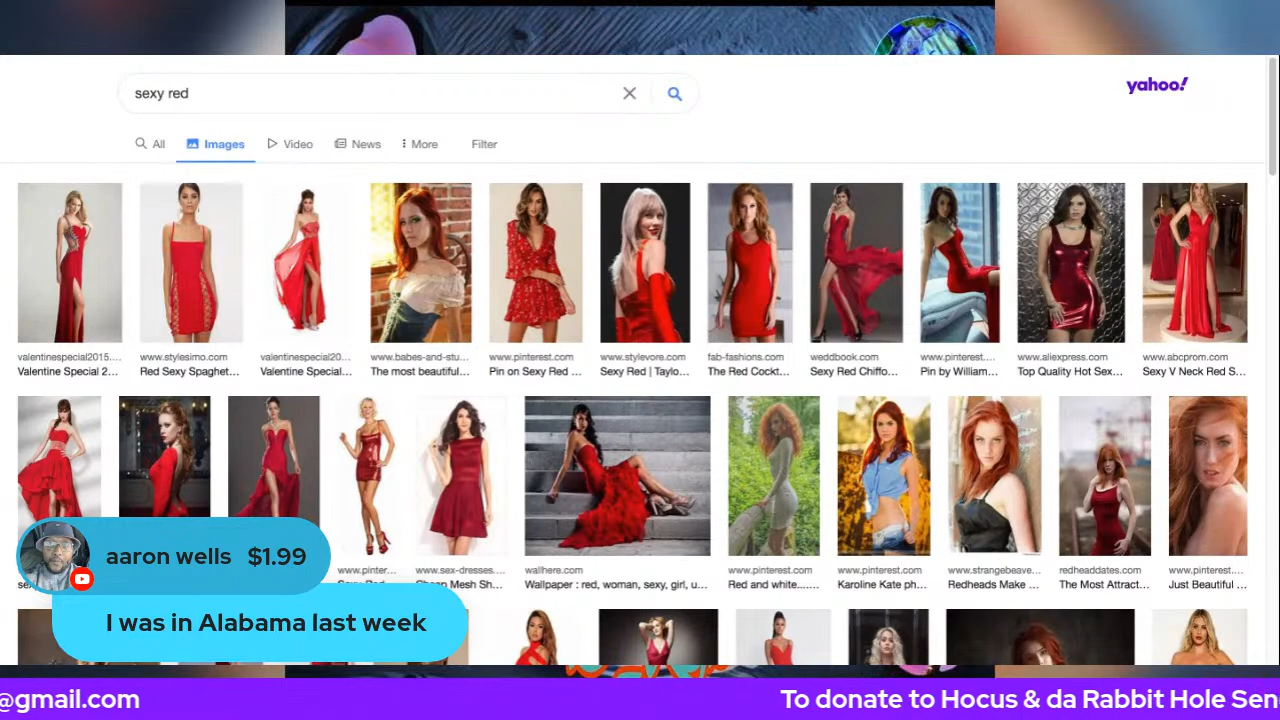 sexy red
yahoo!
All Images Video News More Filter
valentinespecial2015.... www.stylesimo.com valentinespecial20... www.babes-and-stu... www.pinterest.com www.stylevore.com fab-fashions.com weddbook.com www.pinterest.... www.aliexpress.com www.abcprom.com
Valentine Special 2... Red Sexy Spaghet... Valentine Special... The most beautiful... Pin on Sexy Red ... Sexy Red | Taylo... The Red Cockt... Sexy Red Chiffo... Pin by William... Top Quality Hot Sex... Sexy V Neck Red S...
www.pinter... www.sex-dresses.... wallhere.com www.pinterest.com www.pinterest.com www.strangebeave... redheaddates.com www.pinterest....
Wallpaper : red, woman, sexy, girl, u... Red and white...... Karoline Kate ph... Redheads Make ... The Most Attract... Just Beautiful ...
aaron wells $1.99
I was in Alabama last week
@gmail.com To donate to Hocus & da Rabbit Hole Sen